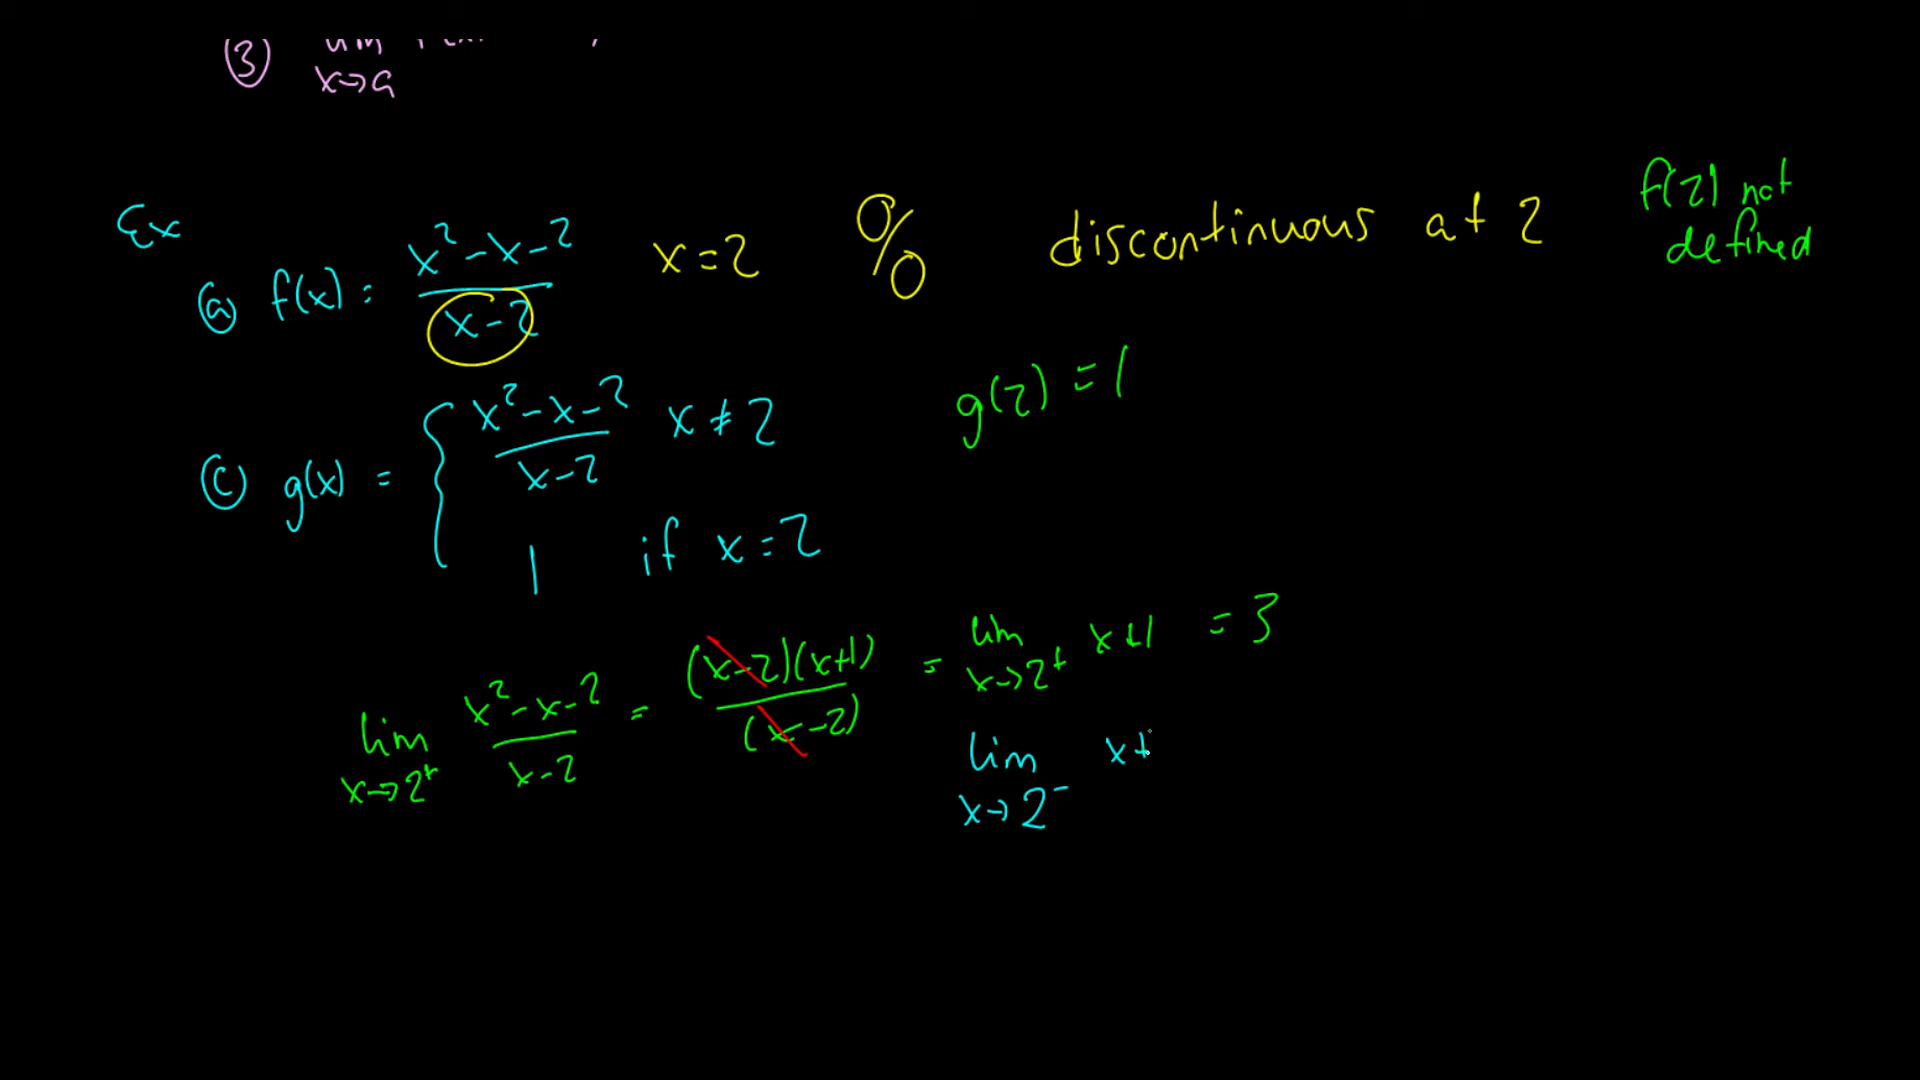 ③
x→a
Ex
ⓐ f(x) = (x² - x - 2)/(x - 2) x = 2 0/0 discontinuous at 2 f(2) not defined
ⓒ g(x) = { (x² - x - 2)/(x - 2) x ≠ 2 g(2) = 1
1 if x = 2
lim x→2⁺ (x² - x - 2)/(x - 2) = (x - 2)(x + 1)/(x - 2) = lim x→2⁺ x + 1 = 3
lim x→2⁻ x+